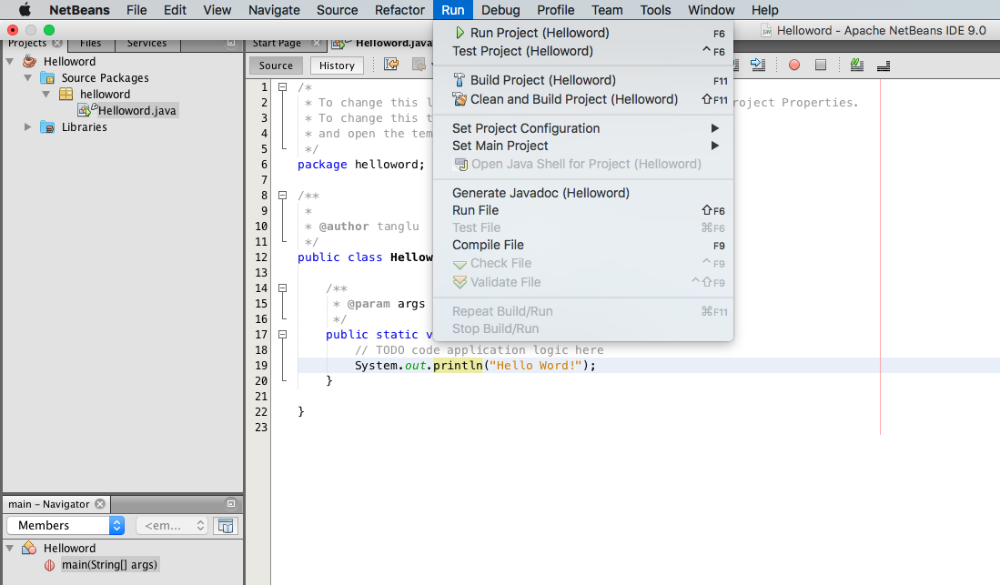 NetBeans File Edit View Navigate Source Refactor Run Debug Profile Team Tools Window Help
Helloword - Apache NetBeans IDE 9.0
Projects Files Services
Start Page Helloword.java
Source History
Helloword
Source Packages
helloword
Helloword.java
Libraries
Run Project (Helloword) F6
Test Project (Helloword) ^F6
Build Project (Helloword) F11
Clean and Build Project (Helloword) ⇧F11
Set Project Configuration
Set Main Project
Open Java Shell for Project (Helloword)
Generate Javadoc (Helloword)
Run File ⇧F6
Test File ⌘F6
Compile File F9
Check File ^F9
Validate File ^⇧F9
Repeat Build/Run ⌘F11
Stop Build/Run
1 /*
2 * To change this oject Properties.
3 * To change this
4 * and open the tem
5 */
6 package helloword;
7
8 /**
9 *
10 * @author tanglu
11 */
12 public class Hellow
13
14 /**
15 * @param args
16 */
17 public static v
18 // TODO code application logic here
19 System.out.println("Hello Word!");
20 }
21
22 }
23
main - Navigator
Members <em...
Helloword
main(String[] args)